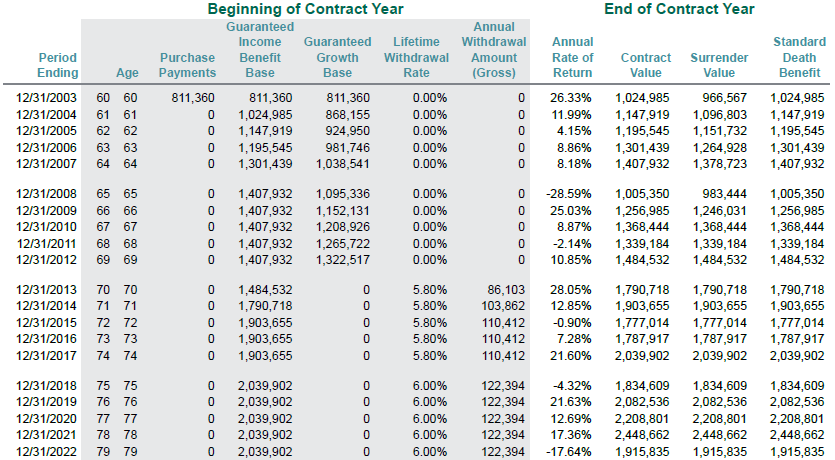 Beginning of Contract Year End of Contract Year
Guaranteed Annual
Income Guaranteed Lifetime Withdrawal Annual Standard
Period Purchase Benefit Growth Withdrawal Amount Rate of Contract Surrender Death
Ending Age Payments Base Base Rate (Gross) Return Value Value Benefit
12/31/2003 60 60 811,360 811,360 811,360 0.00% 0 26.33% 1,024,985 966,567 1,024,985
12/31/2004 61 61 0 1,024,985 868,155 0.00% 0 11.99% 1,147,919 1,096,803 1,147,919
12/31/2005 62 62 0 1,147,919 924,950 0.00% 0 4.15% 1,195,545 1,151,732 1,195,545
12/31/2006 63 63 0 1,195,545 981,746 0.00% 0 8.86% 1,301,439 1,264,928 1,301,439
12/31/2007 64 64 0 1,301,439 1,038,541 0.00% 0 8.18% 1,407,932 1,378,723 1,407,932
12/31/2008 65 65 0 1,407,932 1,095,336 0.00% 0 -28.59% 1,005,350 983,444 1,005,350
12/31/2009 66 66 0 1,407,932 1,152,131 0.00% 0 25.03% 1,256,985 1,246,031 1,256,985
12/31/2010 67 67 0 1,407,932 1,208,926 0.00% 0 8.87% 1,368,444 1,368,444 1,368,444
12/31/2011 68 68 0 1,407,932 1,265,722 0.00% 0 -2.14% 1,339,184 1,339,184 1,339,184
12/31/2012 69 69 0 1,407,932 1,322,517 0.00% 0 10.85% 1,484,532 1,484,532 1,484,532
12/31/2013 70 70 0 1,484,532 0 5.80% 86,103 28.05% 1,790,718 1,790,718 1,790,718
12/31/2014 71 71 0 1,790,718 0 5.80% 103,862 12.85% 1,903,655 1,903,655 1,903,655
12/31/2015 72 72 0 1,903,655 0 5.80% 110,412 -0.90% 1,777,014 1,777,014 1,777,014
12/31/2016 73 73 0 1,903,655 0 5.80% 110,412 7.28% 1,787,917 1,787,917 1,787,917
12/31/2017 74 74 0 1,903,655 0 5.80% 110,412 21.60% 2,039,902 2,039,902 2,039,902
12/31/2018 75 75 0 2,039,902 0 6.00% 122,394 -4.32% 1,834,609 1,834,609 1,834,609
12/31/2019 76 76 0 2,039,902 0 6.00% 122,394 21.63% 2,082,536 2,082,536 2,082,536
12/31/2020 77 77 0 2,039,902 0 6.00% 122,394 12.69% 2,208,801 2,208,801 2,208,801
12/31/2021 78 78 0 2,039,902 0 6.00% 122,394 17.36% 2,448,662 2,448,662 2,448,662
12/31/2022 79 79 0 2,039,902 0 6.00% 122,394 -17.64% 1,915,835 1,915,835 1,915,835